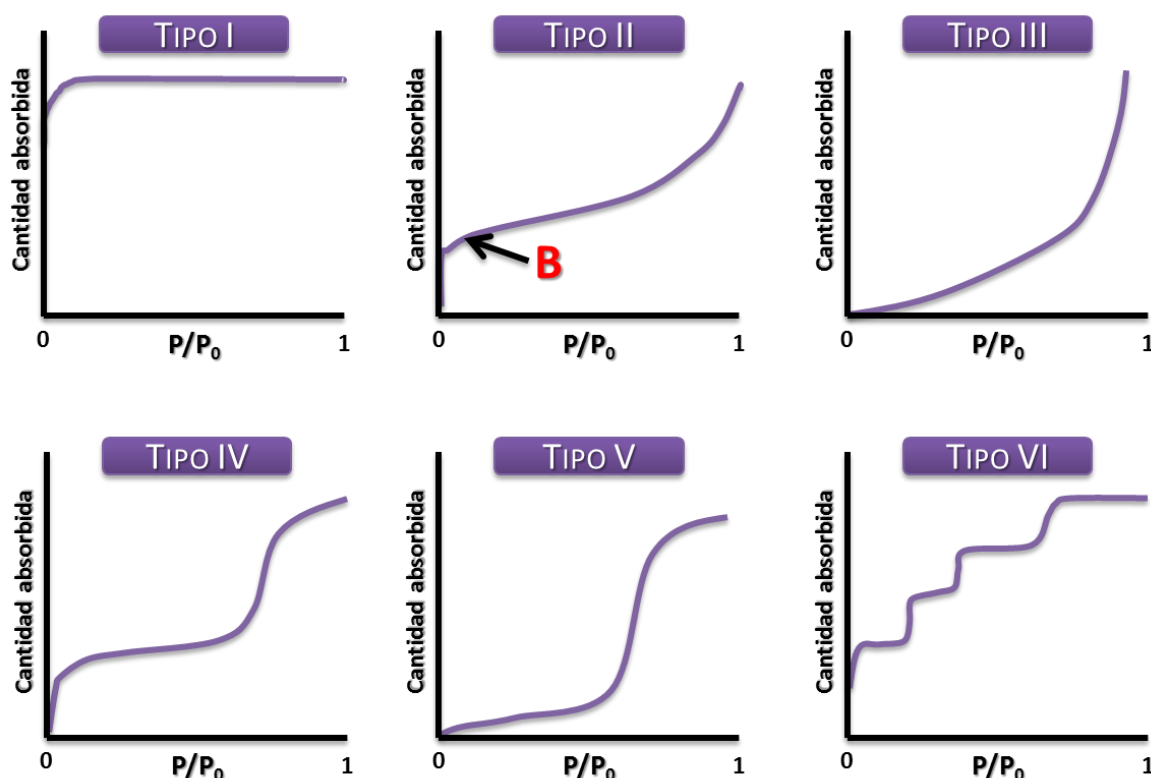 TIPO I
Cantidad absorbida
0
P/P₀
1
TIPO II
Cantidad absorbida
B
0
P/P₀
1
TIPO III
Cantidad absorbida
0
P/P₀
1
TIPO IV
Cantidad absorbida
0
P/P₀
1
TIPO V
Cantidad absorbida
0
P/P₀
1
TIPO VI
Cantidad absorbida
0
P/P₀
1